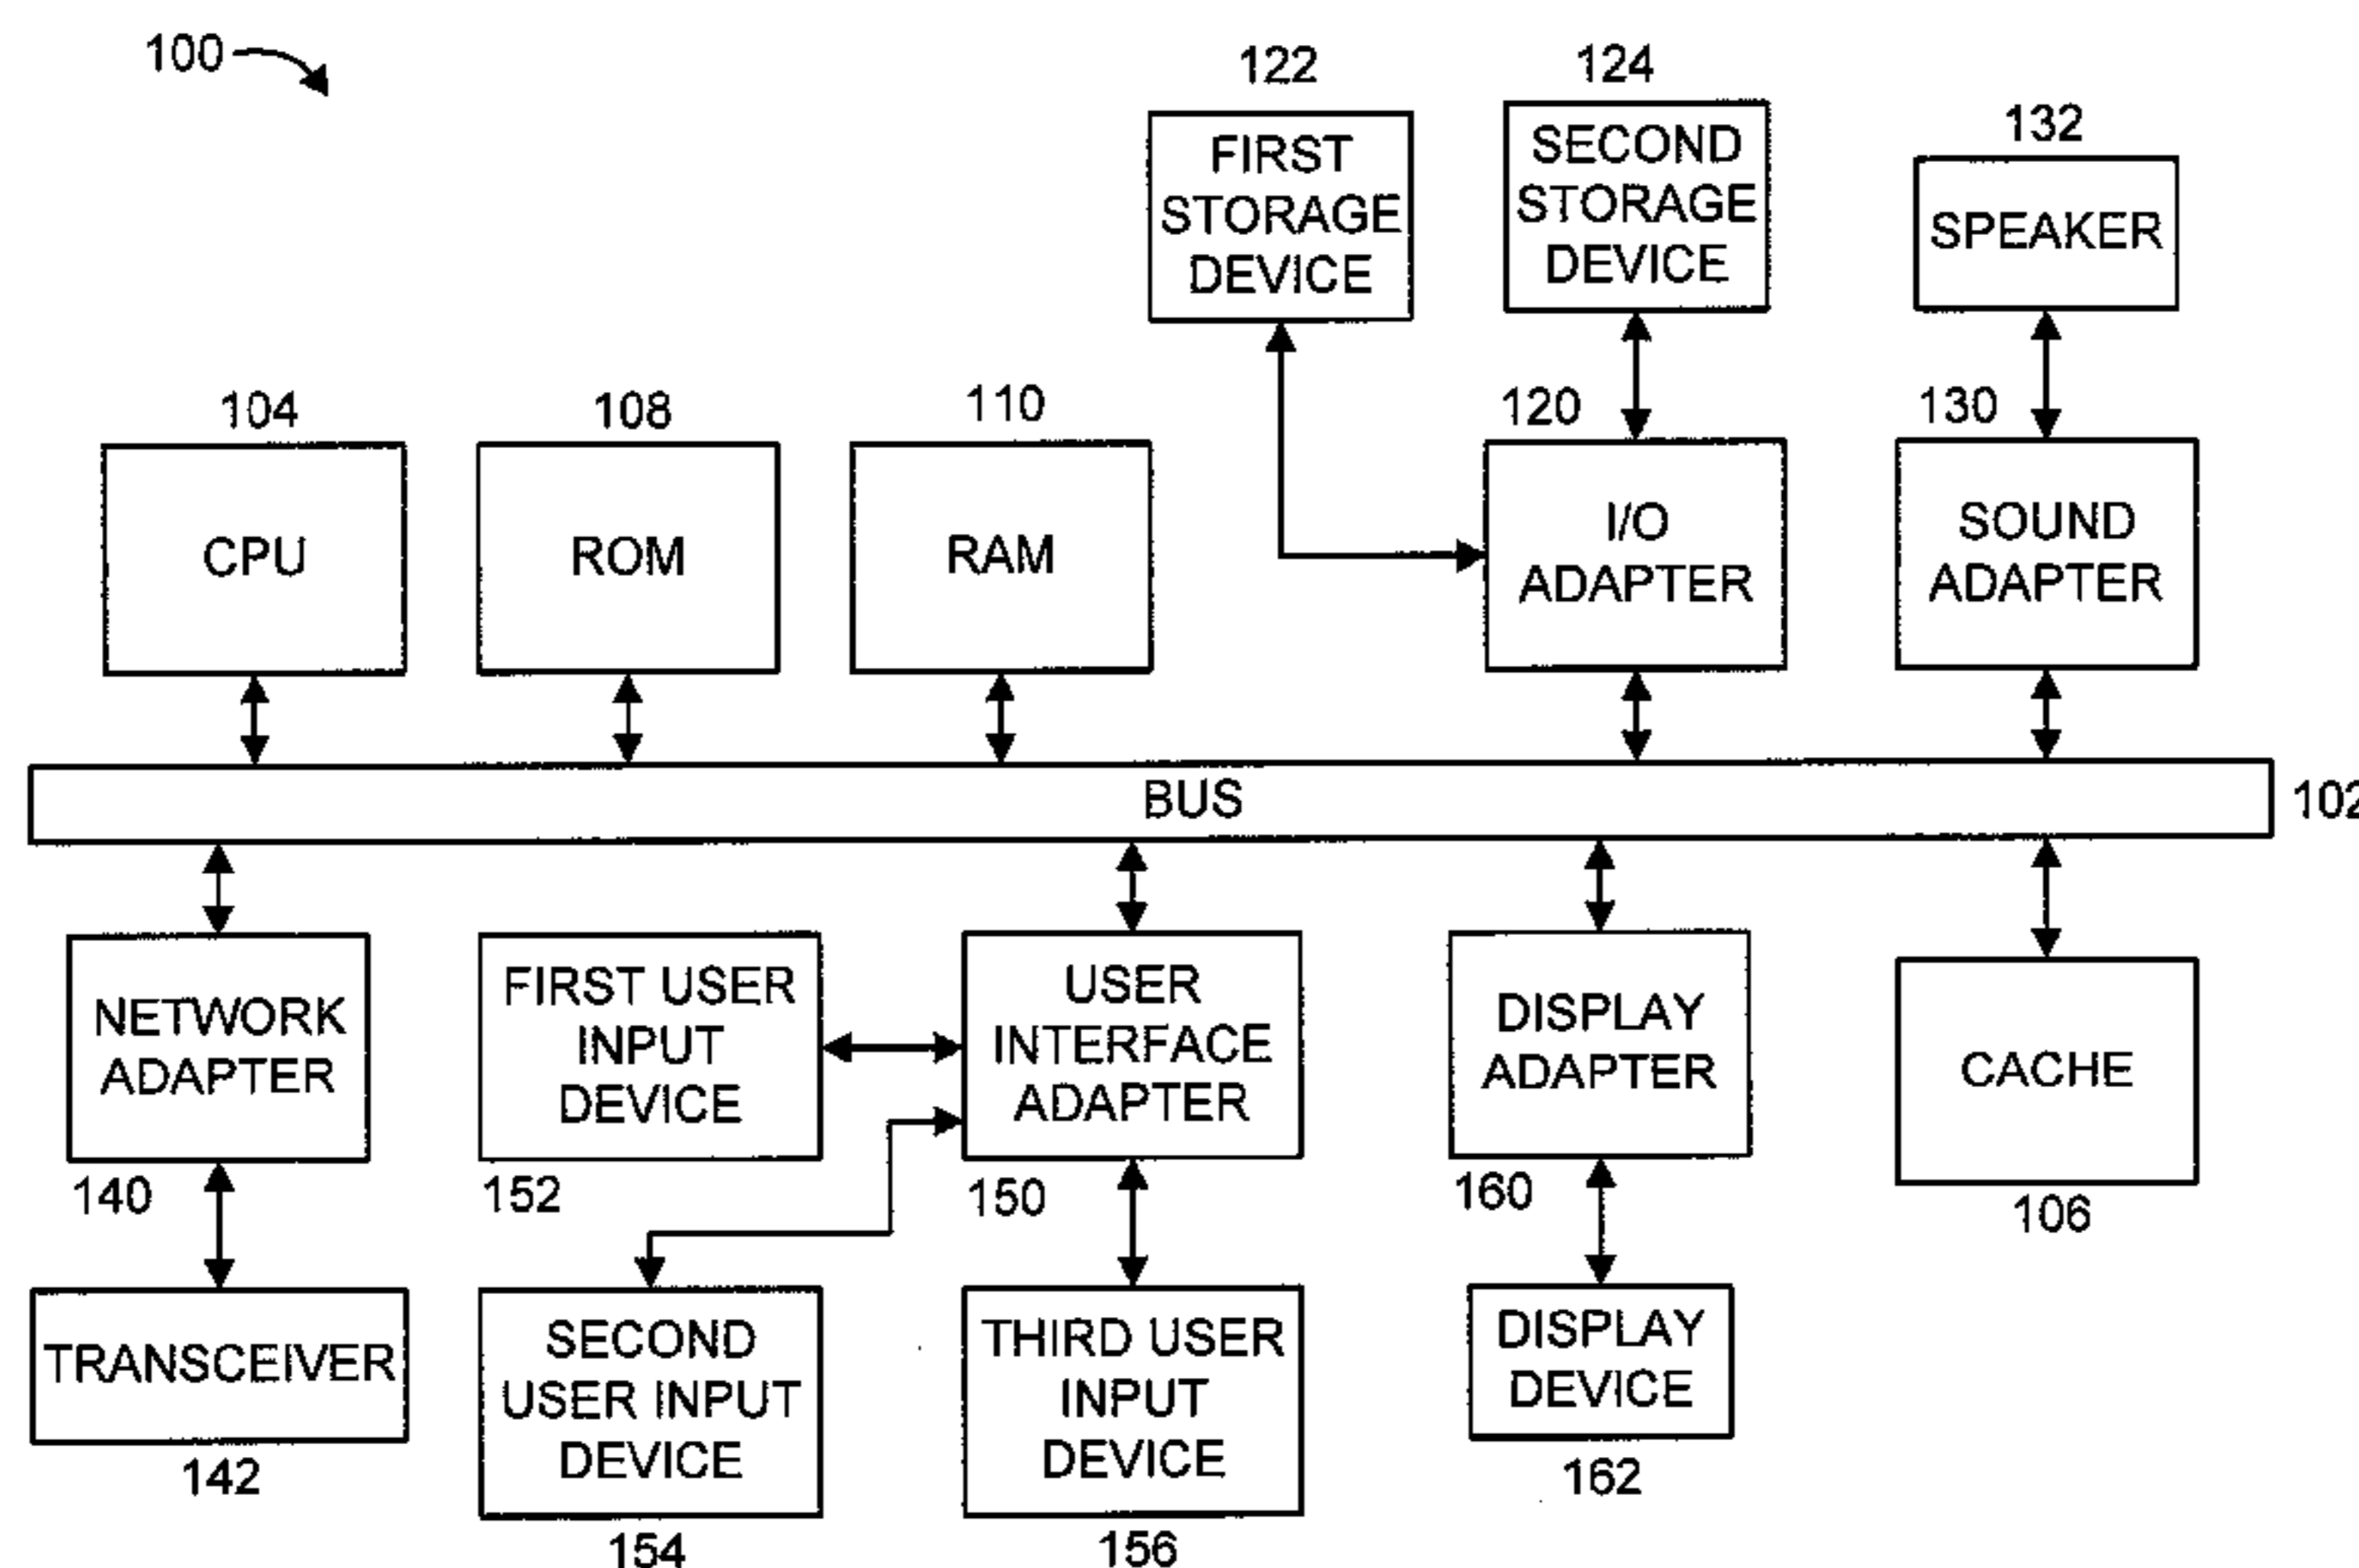 100
122
124
132
FIRST
STORAGE
DEVICE
SECOND
STORAGE
DEVICE
SPEAKER
104
108
110
120
130
CPU
ROM
RAM
I/O
ADAPTER
SOUND
ADAPTER
BUS
102
NETWORK
ADAPTER
FIRST USER
INPUT
DEVICE
USER
INTERFACE
ADAPTER
DISPLAY
ADAPTER
CACHE
140
152
150
160
106
TRANSCEIVER
SECOND
USER INPUT
DEVICE
THIRD USER
INPUT
DEVICE
DISPLAY
DEVICE
142
154
156
162